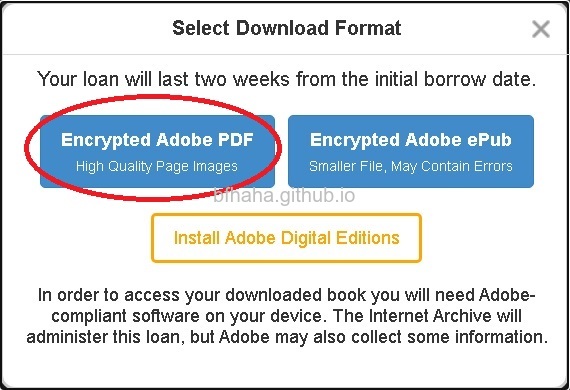 Select Download Format
Your loan will last two weeks from the initial borrow date.
Encrypted Adobe PDF
High Quality Page Images
Encrypted Adobe ePub
Smaller File, May Contain Errors
bfhaha.github.io
Install Adobe Digital Editions
In order to access your downloaded book you will need Adobe-
compliant software on your device. The Internet Archive will
administer this loan, but Adobe may also collect some information.